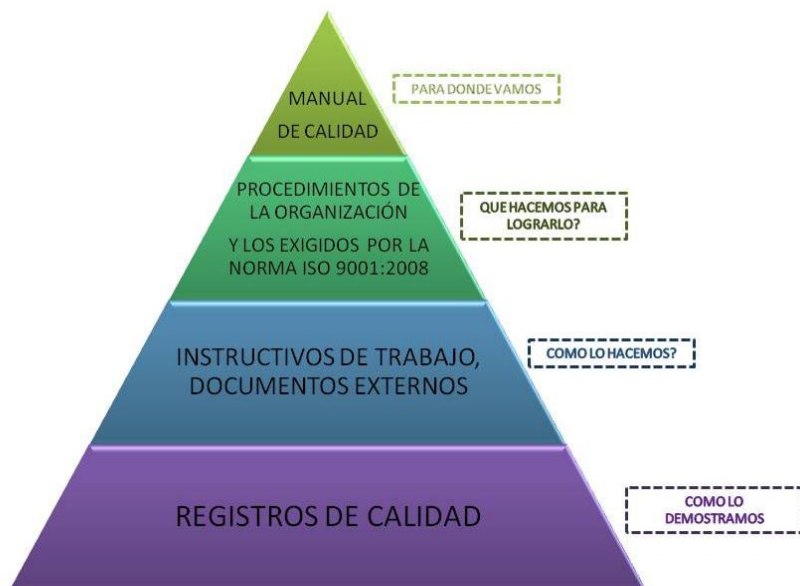 MANUAL
DE CALIDAD
PARA DONDE VAMOS
PROCEDIMIENTOS DE
LA ORGANIZACIÓN
Y LOS EXIGIDOS POR LA
NORMA ISO 9001:2008
QUE HACEMOS PARA
LOGRARLO?
INSTRUCTIVOS DE TRABAJO,
DOCUMENTOS EXTERNOS
COMO LO HACEMOS?
REGISTROS DE CALIDAD
COMO LO
DEMOSTRAMOS